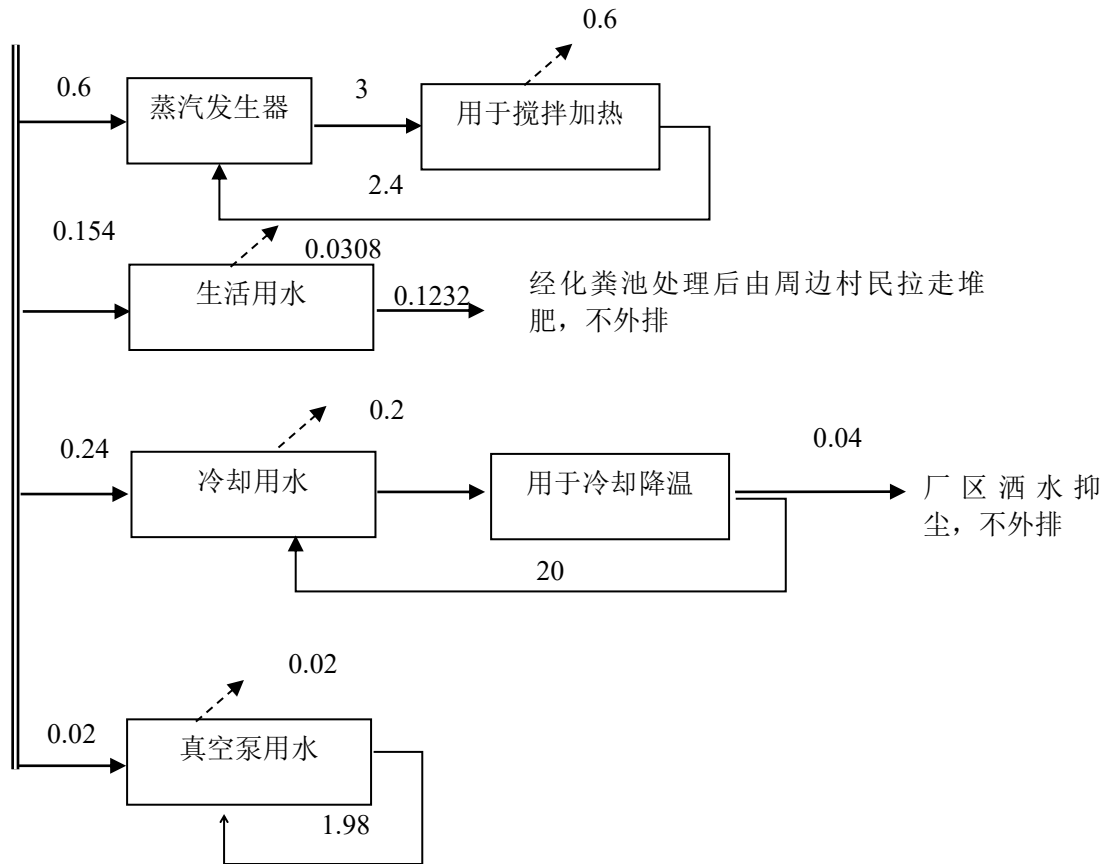 0.6
0.6
蒸汽发生器
3
用于搅拌加热
2.4
0.154
0.0308
生活用水
0.1232
经化粪池处理后由周边村民拉走堆
肥，不外排
0.2
0.24
冷却用水
用于冷却降温
0.04
厂区洒水抑
尘，不外排
20
0.02
0.02
真空泵用水
1.98